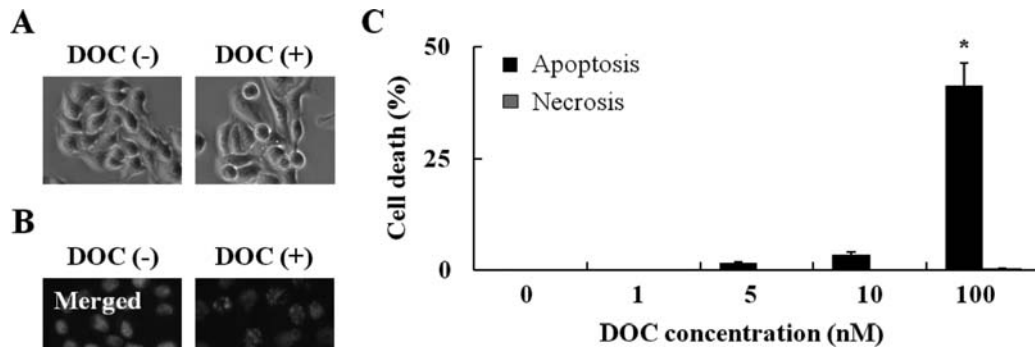 A
DOC (-) DOC (+)
B
DOC (-) DOC (+)
Merged
C
50
25
0
Cell death (%)
*
Apoptosis
Necrosis
0 1 5 10 100
DOC concentration (nM)